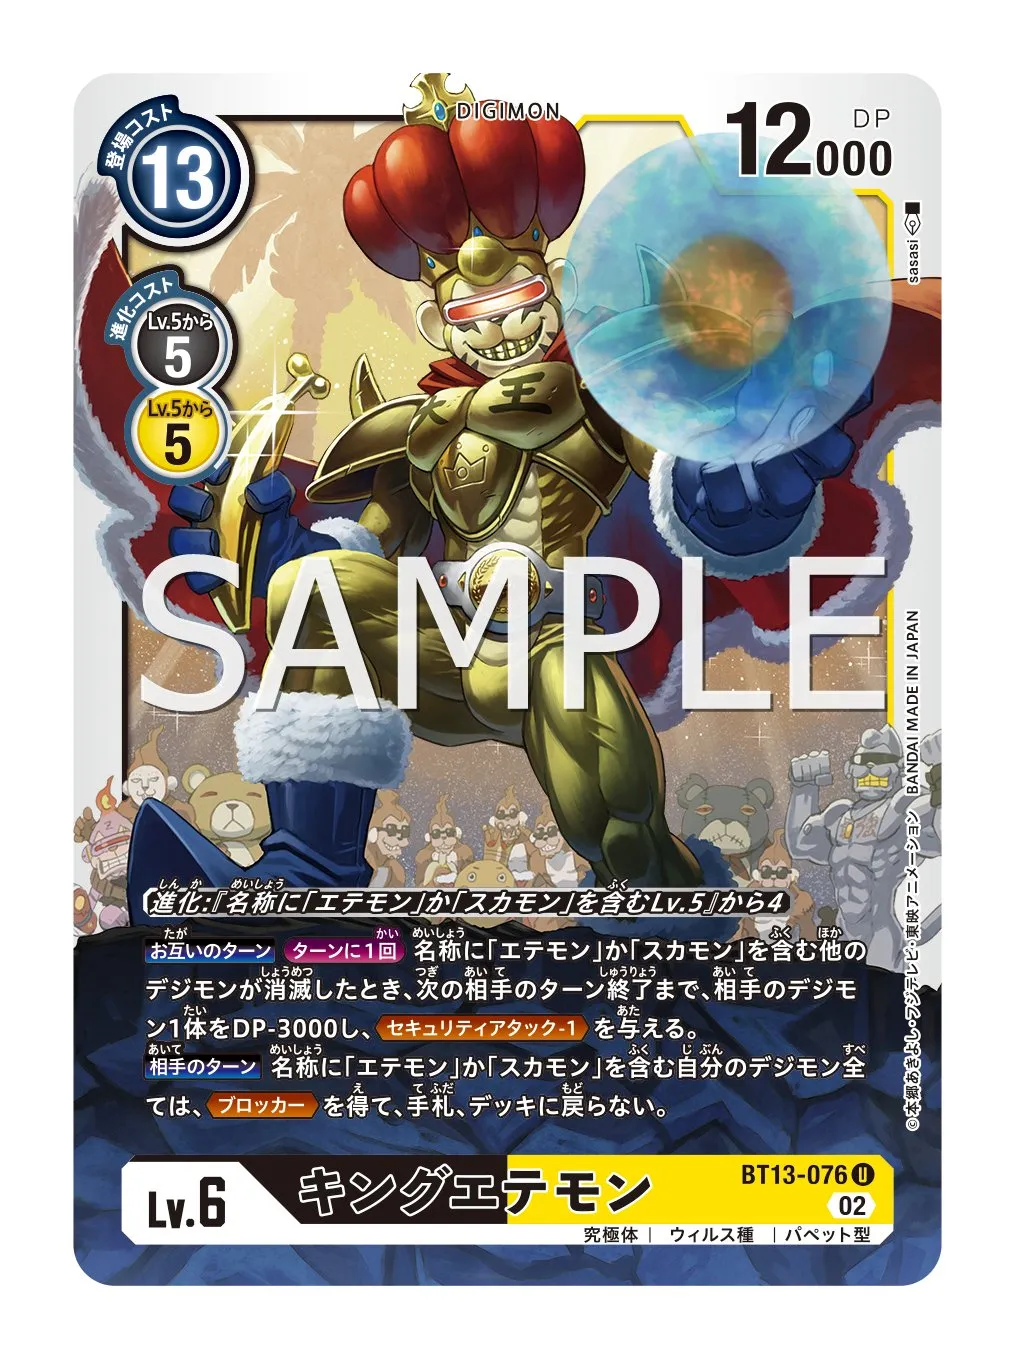 DIGIMON
登場コスト
13
12000
DP
sasasi
進化コスト
Lv.5から
5
Lv.5から
5
大王
SAMPLE
進化:『名称に「エテモン」か「スカモン」を含むLv.5』から4
お互いのターン ターンに1回 名称に「エテモン」か「スカモン」を含む他の
デジモンが消滅したとき、次の相手のターン終了まで、相手のデジモ
ン1体をDP-3000し、セキュリティアタック-1を与える。
相手のターン 名称に「エテモン」か「スカモン」を含む自分のデジモン全
ては、ブロッカーを得て、手札、デッキに戻らない。
©本郷あきよし・フジテレビ・東映アニメーション BANDAI MADE IN JAPAN
Lv.6
キングエテモン
BT13-076 U
02
究極体 | ウィルス種 | パペット型